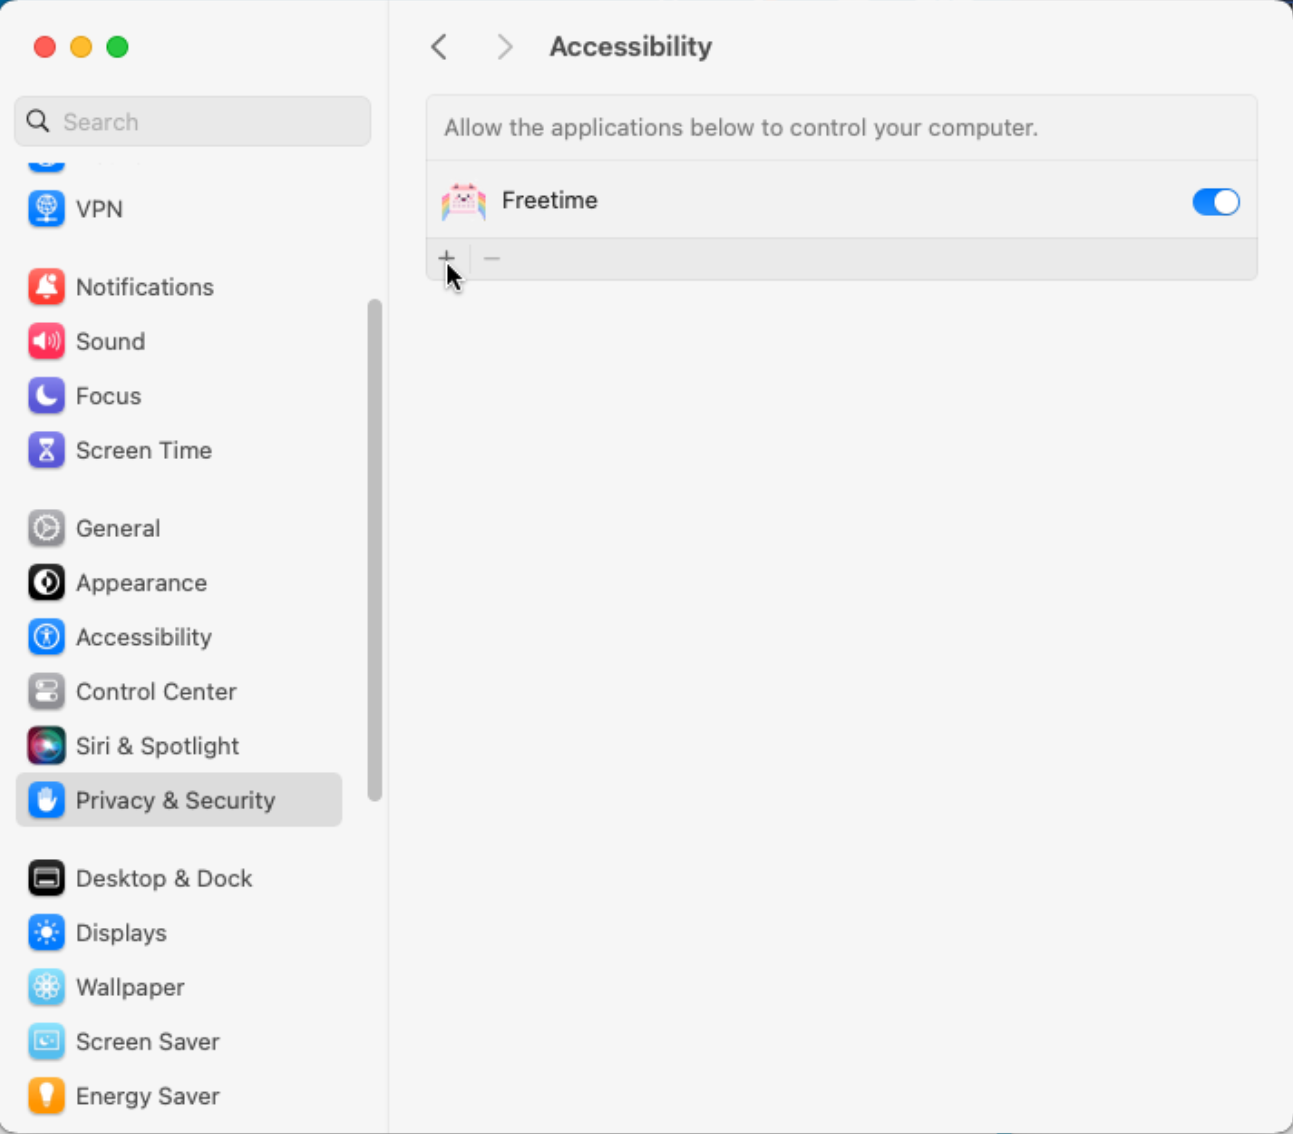 Accessibility
Search
Allow the applications below to control your computer.
Freetime
VPN
Notifications
Sound
Focus
Screen Time
General
Appearance
Accessibility
Control Center
Siri & Spotlight
Privacy & Security
Desktop & Dock
Displays
Wallpaper
Screen Saver
Energy Saver